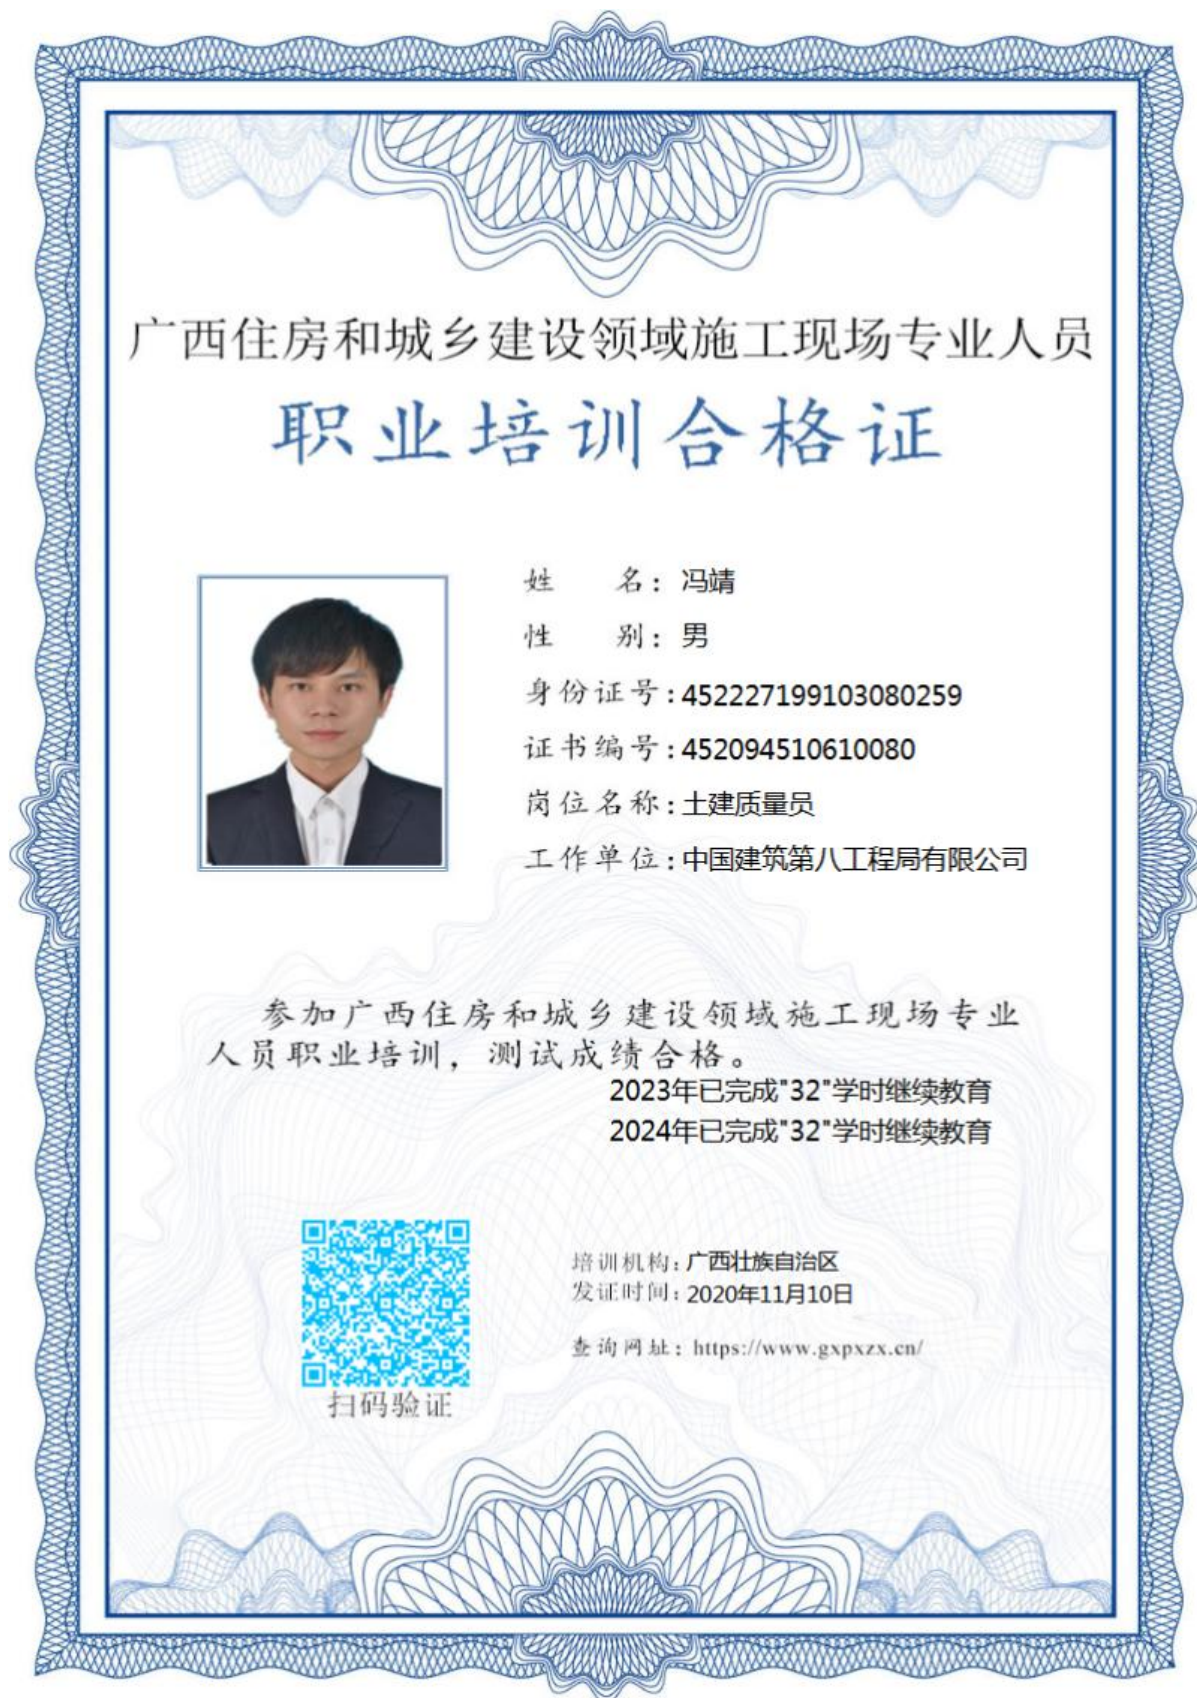 广西住房和城乡建设领域施工现场专业人员
职业培训合格证
姓名：冯靖
性别：男
身份证号：452227199103080259
证书编号：452094510610080
岗位名称：土建质量员
工作单位：中国建筑第八工程局有限公司
参加广西住房和城乡建设领域施工现场专业
人员职业培训，测试成绩合格。
2023年已完成"32"学时继续教育
2024年已完成"32"学时继续教育
培训机构：广西壮族自治区
发证时间：2020年11月10日
查询网址：https://www.gxpxzx.cn/
扫码验证